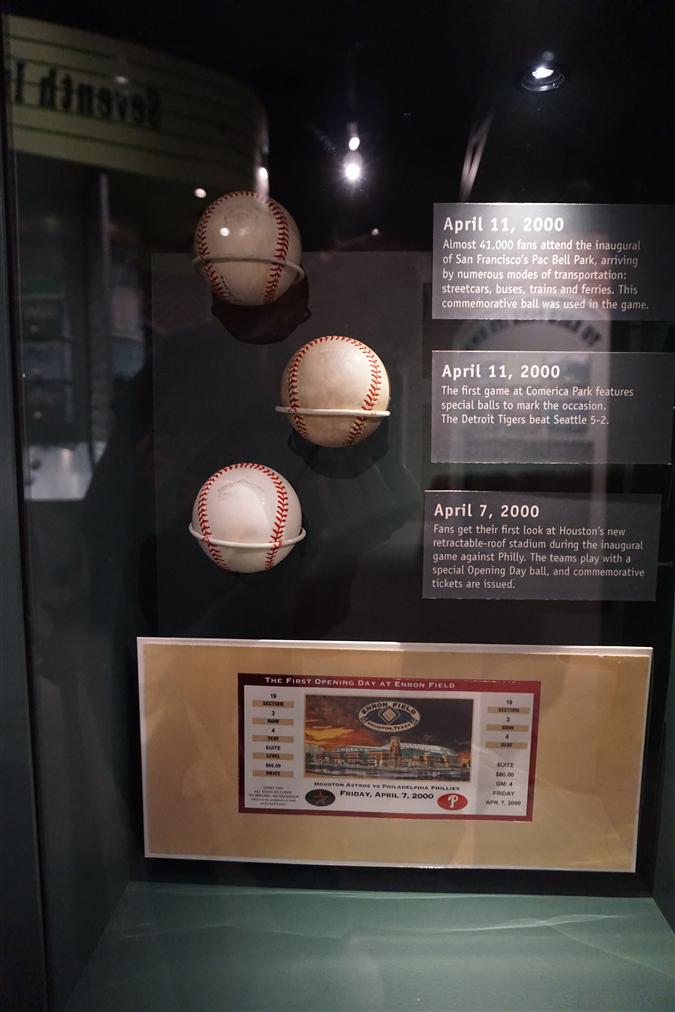 Seventh
April 11, 2000
Almost 41,000 fans attend the inaugural
of San Francisco's Pac Bell Park, arriving
by numerous modes of transportation:
streetcars, buses, trains and ferries. This
commemorative ball was used in the game.
April 11, 2000
The first game at Comerica Park features
special balls to mark the occasion.
The Detroit Tigers beat Seattle 5-2.
April 7, 2000
Fans get their first look at Houston's new
retractable-roof stadium during the inaugural
game against Philly. The teams play with a
special Opening Day ball, and commemorative
tickets are issued.
The First Opening Day at Enron Field
19
SECTION
3
ROW
4
SEAT
SUITE
LEVEL
$60.00
PRICE
ENRON FIELD
HOUSTON, TEXAS
Houston Astros vs Philadelphia Phillies
Friday, April 7, 2000
P
19
SECTION
3
ROW
4
SEAT
SUITE
$60.00
GM: 4
FRIDAY
APR. 7, 2000